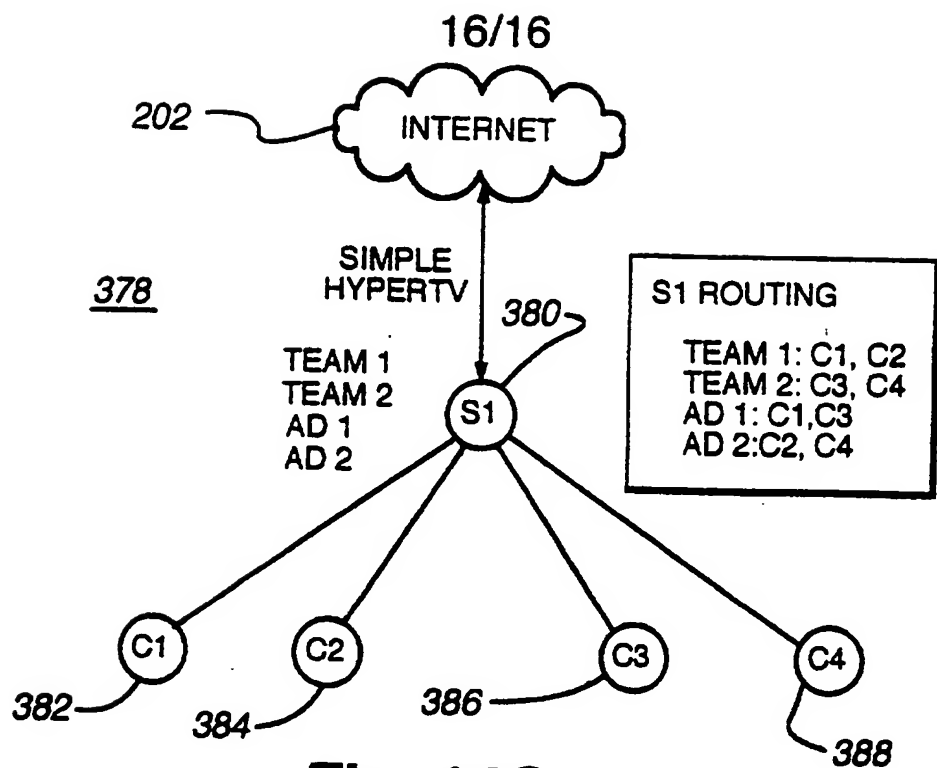 16/16
202
INTERNET
SIMPLE
HYPERTV
378
380
S1 ROUTING
TEAM 1: C1, C2
TEAM 2: C3, C4
AD 1: C1,C3
AD 2:C2, C4
TEAM 1
TEAM 2
AD 1
AD 2
S1
C1
C2
C3
C4
382
384
386
388